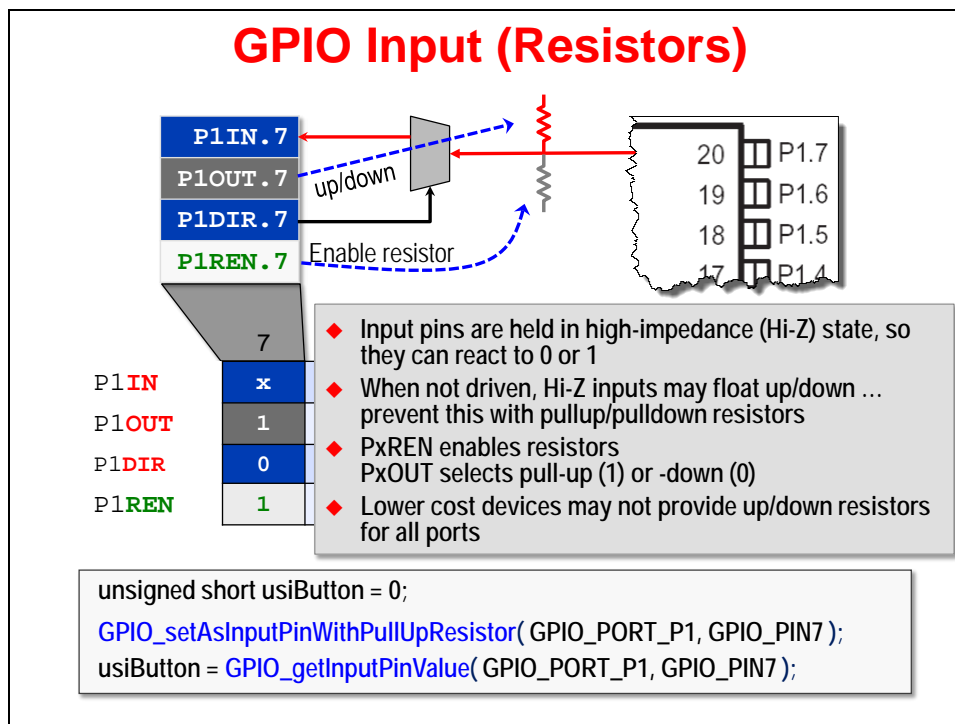 GPIO Input (Resistors)
P1IN.7
P1OUT.7
P1DIR.7
P1REN.7
up/down
Enable resistor
20 P1.7
19 P1.6
18 P1.5
17 P1.4
7
P1IN x
P1OUT 1
P1DIR 0
P1REN 1
Input pins are held in high-impedance (Hi-Z) state, so
they can react to 0 or 1
When not driven, Hi-Z inputs may float up/down …
prevent this with pullup/pulldown resistors
PxREN enables resistors
PxOUT selects pull-up (1) or -down (0)
Lower cost devices may not provide up/down resistors
for all ports
unsigned short usiButton = 0;
GPIO_setAsInputPinWithPullUpResistor( GPIO_PORT_P1, GPIO_PIN7 );
usiButton = GPIO_getInputPinValue( GPIO_PORT_P1, GPIO_PIN7 );